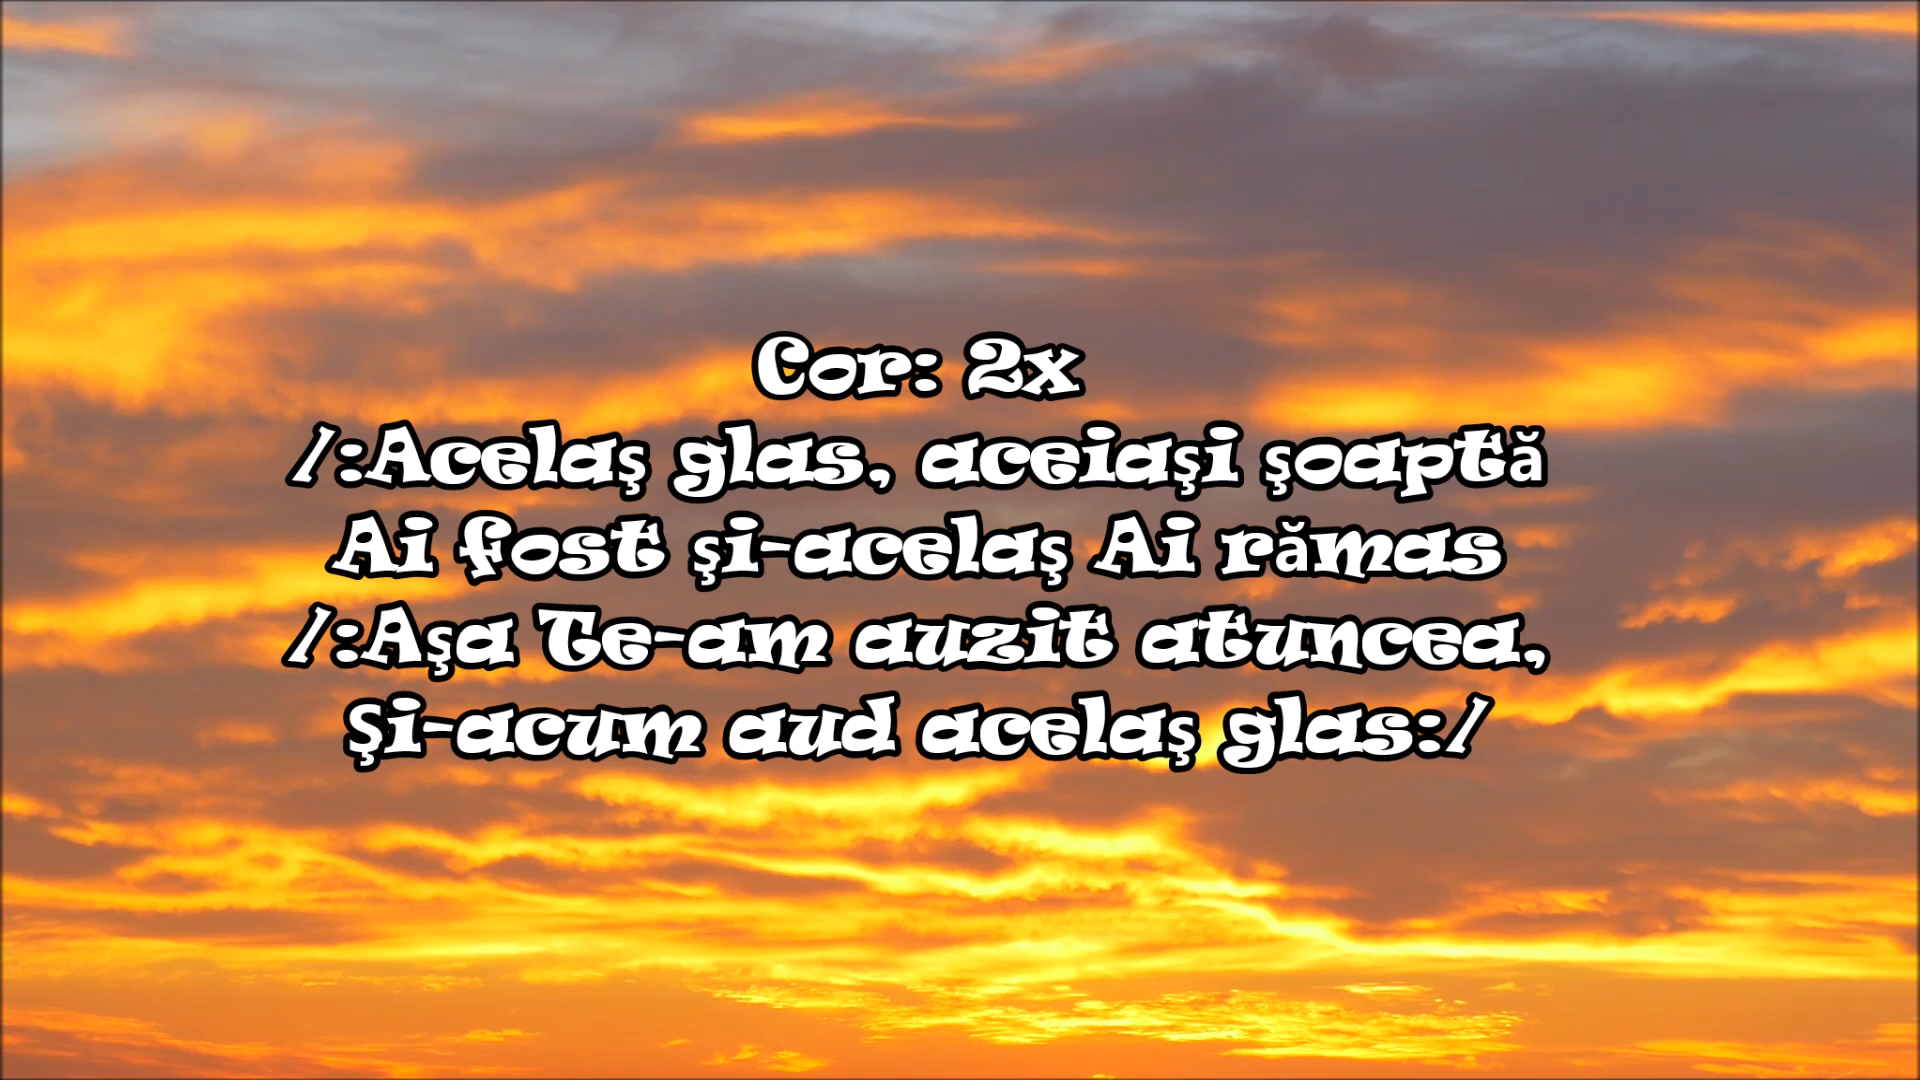 Cor: 2x
/:Acelaş glas, aceiaşi şoaptă
Ai fost şi-acelaş Ai rămas
/:Aşa Te-am auzit atuncea,
Şi-acum aud acelaş glas:/